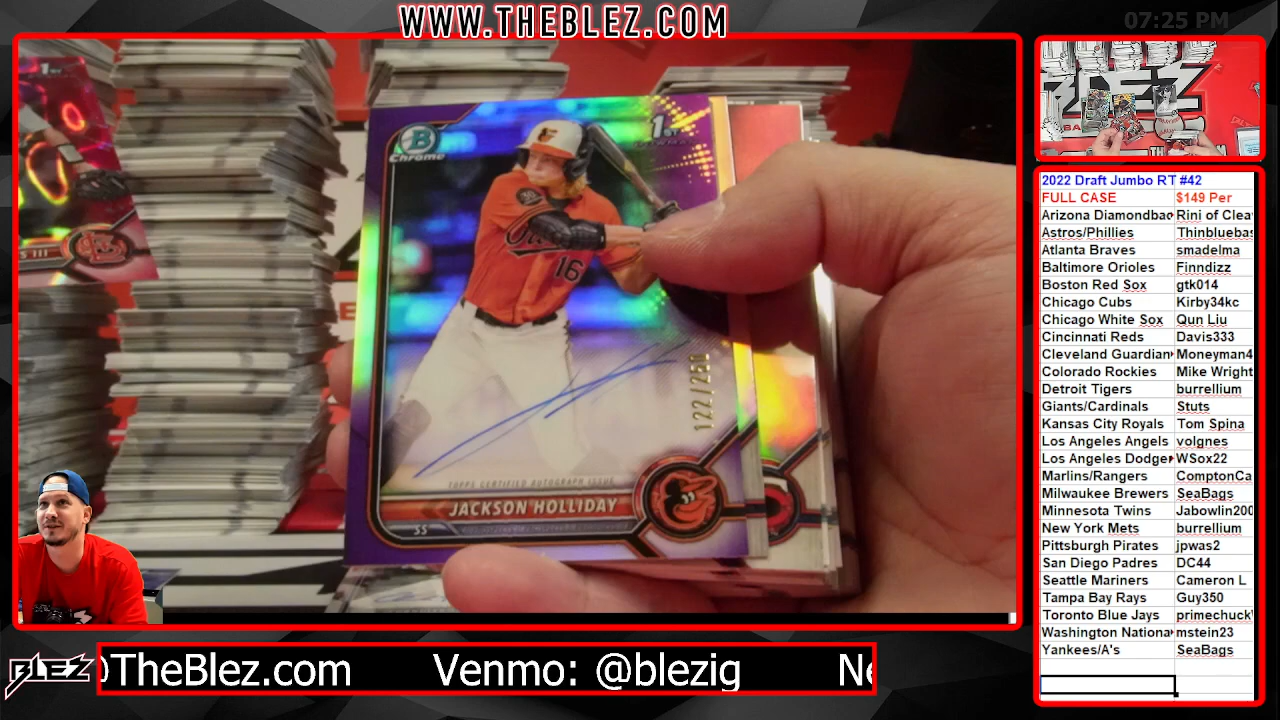 WWW.THEBLEZ.COM
07:25 PM
B
Chrome
1ST
BOWMAN
16
122/250
TOPPS CERTIFIED AUTOGRAPH ISSUE
JACKSON HOLLIDAY
SS
S III
2022 Draft Jumbo RT #42
FULL CASE $149 Per
Arizona Diamondbac Rini of Clea
Astros/Phillies Thinbluebas
Atlanta Braves smadelma
Baltimore Orioles Finndizz
Boston Red Sox gtk014
Chicago Cubs Kirby34kc
Chicago White Sox Qun Liu
Cincinnati Reds Davis333
Cleveland Guardian Moneyman4
Colorado Rockies Mike Wright
Detroit Tigers burrellium
Giants/Cardinals Stuts
Kansas City Royals Tom Spina
Los Angeles Angels volgnes
Los Angeles Dodge WSox22
Marlins/Rangers ComptonCa
Milwaukee Brewers SeaBags
Minnesota Twins Jabowlin200
New York Mets burrellium
Pittsburgh Pirates jpwas2
San Diego Padres DC44
Seattle Mariners Cameron L
Tampa Bay Rays Guy350
Toronto Blue Jays primechuck
Washington Nationa mstein23
Yankees/A's SeaBags
BLEZ
@TheBlez.com Venmo: @blezig Ne